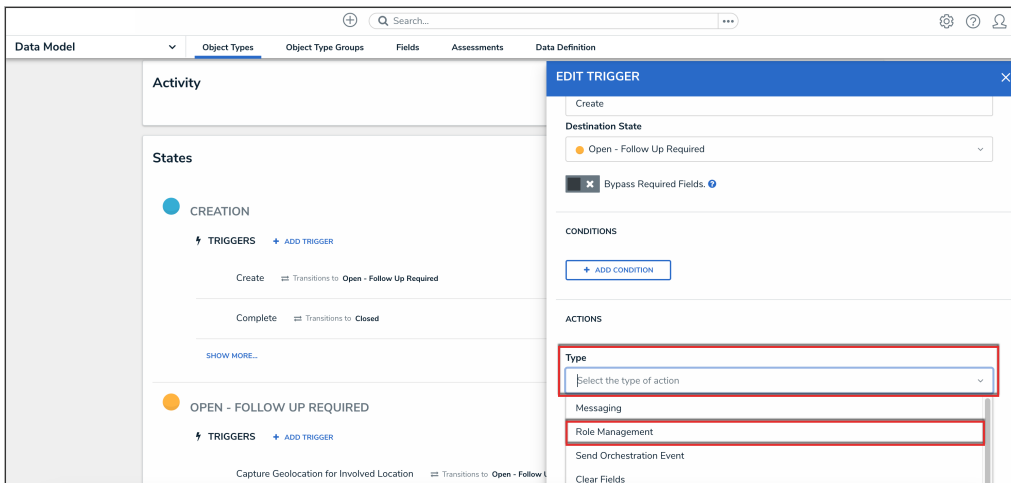 Search...
Data Model
Object Types
Object Type Groups
Fields
Assessments
Data Definition
Activity
States
CREATION
TRIGGERS
+ ADD TRIGGER
Create
Transitions to Open - Follow Up Required
Complete
Transitions to Closed
SHOW MORE...
OPEN - FOLLOW UP REQUIRED
TRIGGERS
+ ADD TRIGGER
Capture Geolocation for Involved Location
Transitions to Open - Follow
EDIT TRIGGER
Create
Destination State
Open - Follow Up Required
Bypass Required Fields.
CONDITIONS
+ ADD CONDITION
ACTIONS
Type
Select the type of action
Messaging
Role Management
Send Orchestration Event
Clear Fields